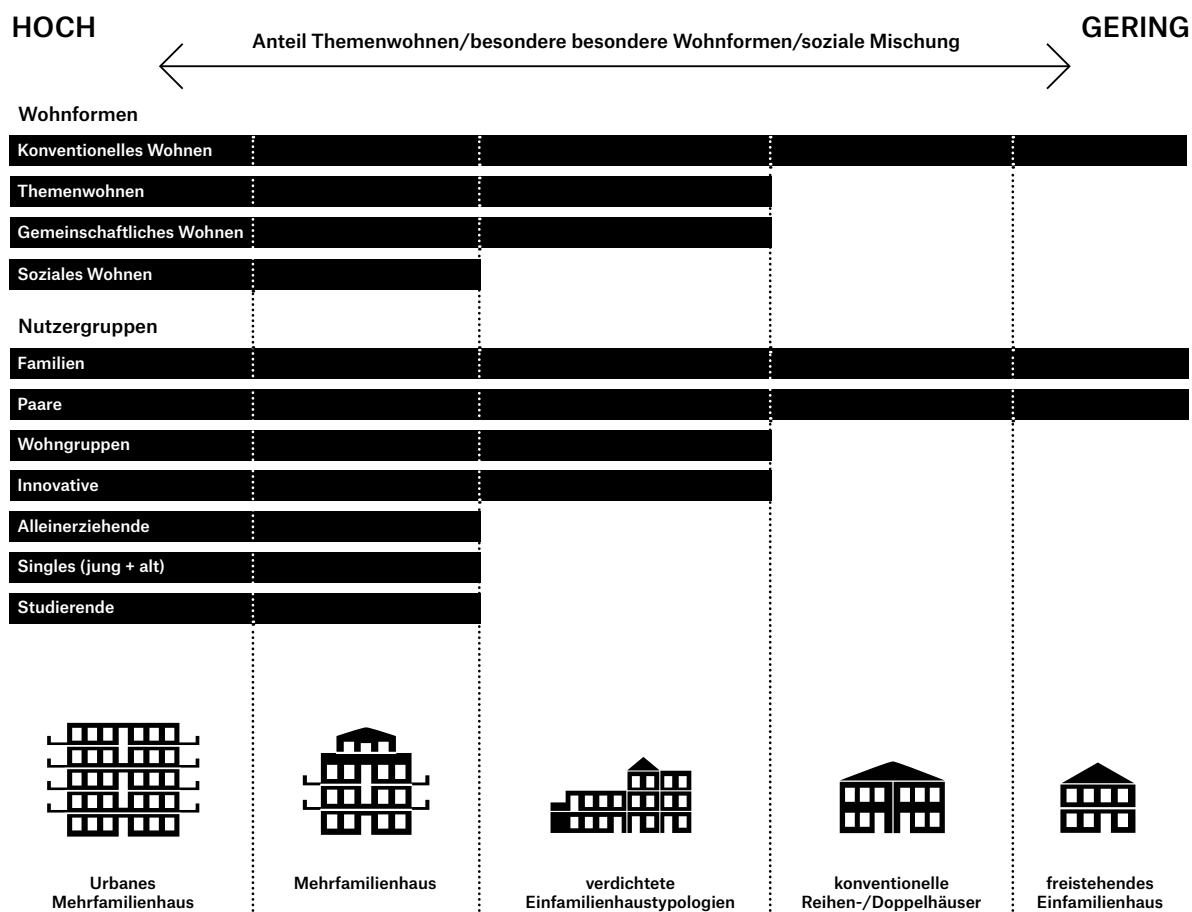 HOCH
GERING
Anteil Themenwohnen/besondere besondere Wohnformen/soziale Mischung
Wohnformen
Konventionelles Wohnen
Themenwohnen
Gemeinschaftliches Wohnen
Soziales Wohnen
Nutzergruppen
Familien
Paare
Wohngruppen
Innovative
Alleinerziehende
Singles (jung + alt)
Studierende
Urbanes
Mehrfamilienhaus
Mehrfamilienhaus
verdichtete
Einfamilienhaustypologien
konventionelle
Reihen-/Doppelhäuser
freistehendes
Einfamilienhaus